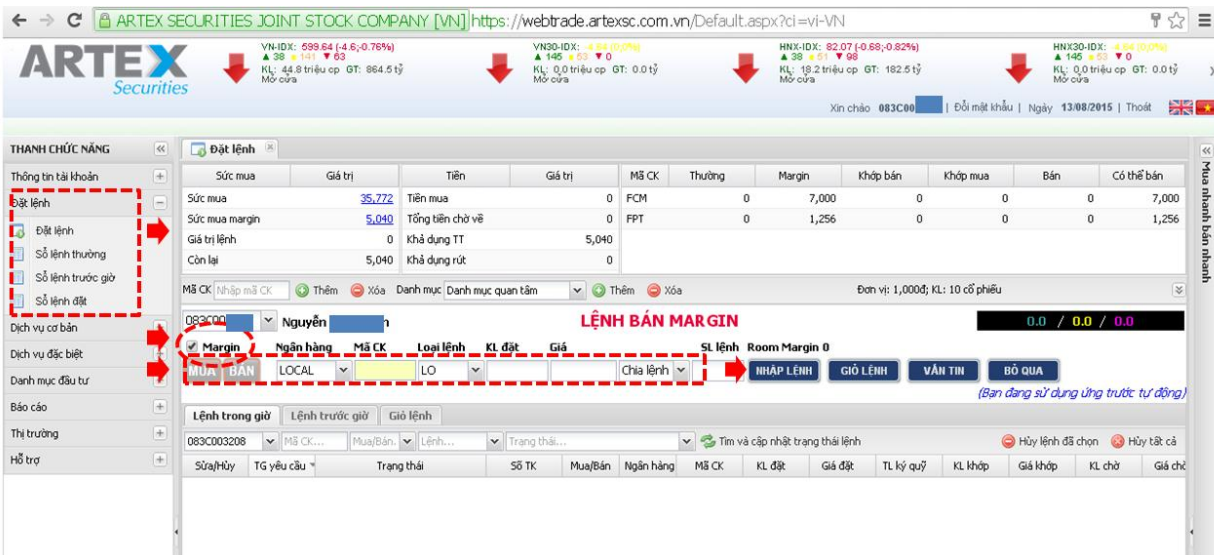 ARTEX SECURITIES JOINT STOCK COMPANY [VN] https://webtrade.artexsc.com.vn/Default.aspx?ci=vi-VN
ARTEX
Securities
VN-IDX: 599.64 (-4.6;-0.76%)
▲ 38 141 ▼ 63
KL: 44.8 triệu cp GT: 864.5 tỷ
Mở cửa
VN30-IDX:
▲ 145 53 ▼ 0
KL: 0.0 triệu cp GT: 0.0 tỷ
Mở cửa
HNX-IDX: 82.07 (-0.68;-0.82%)
▲ 38 51 ▼ 98
KL: 18.2 triệu cp GT: 182.5 tỷ
Mở cửa
HNX30-IDX:
▲ 145 53 ▼ 0
KL: 0.0 triệu cp GT: 0.0 tỷ
Mở cửa
Xin chào 083C00 | Đổi mật khẩu | Ngày 13/08/2015 | Thoát
THANH CHỨC NĂNG
Thông tin tài khoản
Đặt lệnh
Đặt lệnh
Sổ lệnh thường
Sổ lệnh trước giờ
Sổ lệnh đặt
Dịch vụ cơ bản
Dịch vụ đặc biệt
Danh mục đầu tư
Báo cáo
Thị trường
Hỗ trợ
Đặt lệnh
Sức mua Giá trị Tiền Giá trị Mã CK Thường Margin Khớp bán Khớp mua Bán Có thể bán
Sức mua 35,772 Tiền mua 0 FCM 0 7,000 0 0 0 7,000
Sức mua margin 5,040 Tổng tiền chờ về 0 FPT 0 1,256 0 0 0 1,256
Giá trị lệnh 0 Khả dụng TT 5,040
Còn lại 5,040 Khả dụng rút 0
Mã CK Nhập mã CK Thêm Xóa Danh mục Danh mục quan tâm Thêm Xóa Đơn vị: 1,000đ; KL: 10 cổ phiếu
083C00 Nguyễn n LỆNH BÁN MARGIN 0.0 / 0.0 / 0.0
Margin Ngân hàng Mã CK Loại lệnh KL đặt Giá SL lệnh Room Margin 0
MUA BÁN LOCAL LO Chia lệnh NHẬP LỆNH GIỎ LỆNH VẤN TIN BỎ QUA
(Bạn đang sử dụng ứng trước tự động)
Lệnh trong giờ Lệnh trước giờ Giỏ lệnh
083C003208 Mã CK... Mua/Bán. Lệnh... Trạng thái... Tìm và cập nhật trạng thái lệnh Hủy lệnh đã chọn Hủy tất cả
Sửa/Hủy TG yêu cầu Trạng thái Số TK Mua/Bán Ngân hàng Mã CK KL đặt Giá đặt TL ký quỹ KL khớp Giá khớp KL chờ Giá chờ
Mua nhanh bán nhanh